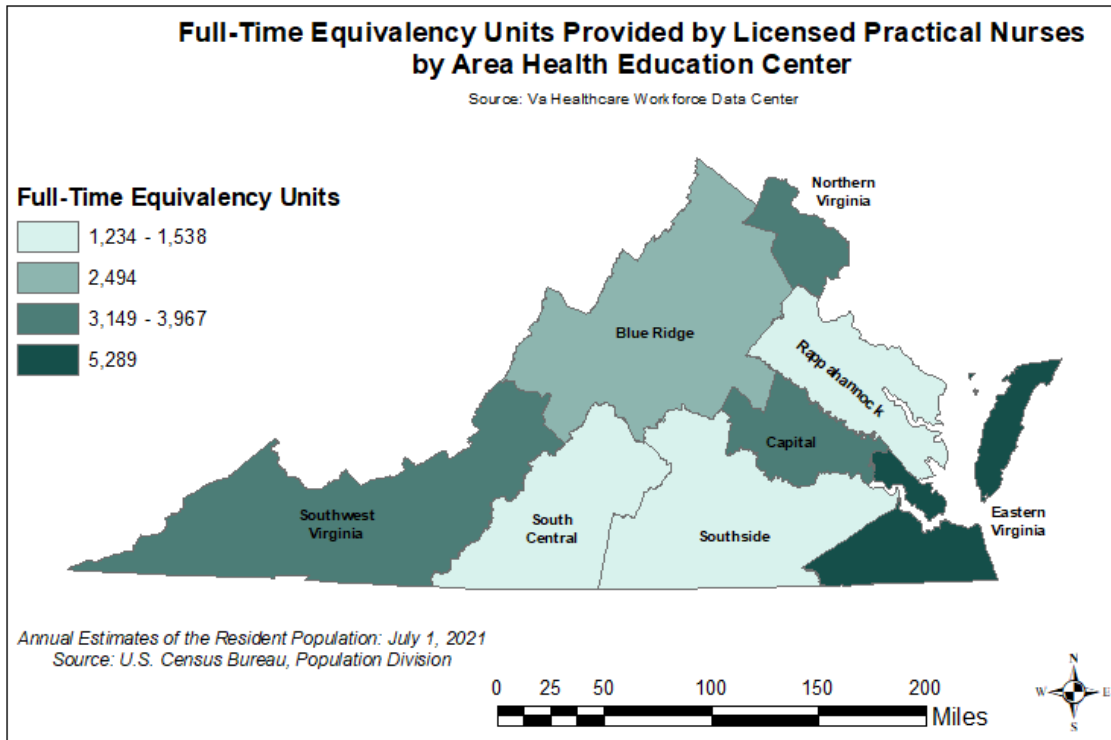 Full-Time Equivalency Units Provided by Licensed Practical Nurses
by Area Health Education Center
Source: Va Healthcare Workforce Data Center
Full-Time Equivalency Units
1,234 - 1,538
2,494
3,149 - 3,967
5,289
Northern
Virginia
Blue Ridge
Rappahannock
Capital
Southwest
Virginia
South
Central
Southside
Eastern
Virginia
Annual Estimates of the Resident Population: July 1, 2021
Source: U.S. Census Bureau, Population Division
0 25 50 100 150 200
Miles
N
W E
S